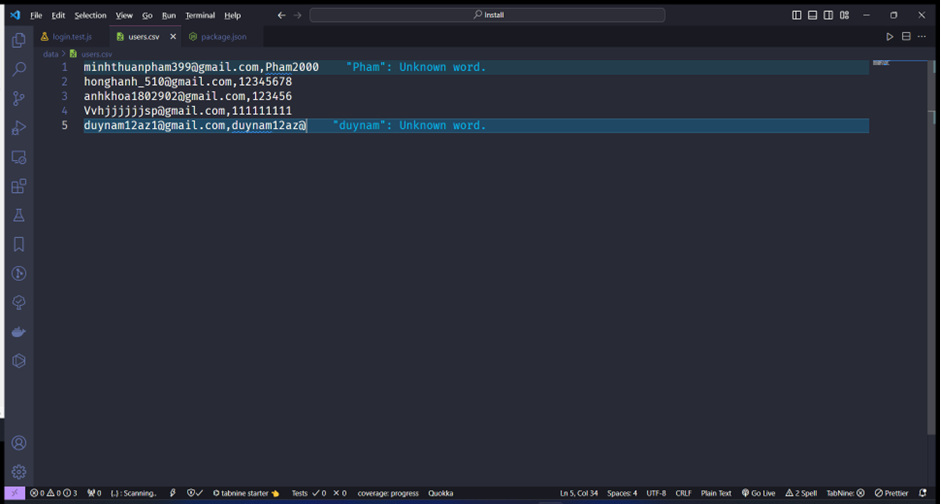 File Edit Selection View Go Run Terminal Help
Install
login.test.js users.csv package.json
data > users.csv
1 minhthuanpham399@gmail.com,Pham2000 "Pham": Unknown word.
2 honghanh_510@gmail.com,12345678
3 anhkhoa1802902@gmail.com,123456
4 Vvhjjjjjjsp@gmail.com,111111111
5 duynam12az1@gmail.com,duynam12az@ "duynam": Unknown word.
0 0 3 0 {..} : Scanning.. tabnine starter Tests 0 0 coverage: progress Quokka Ln 5, Col 34 Spaces: 4 UTF-8 CRLF Plain Text Go Live 2 Spell TabNine: Prettier